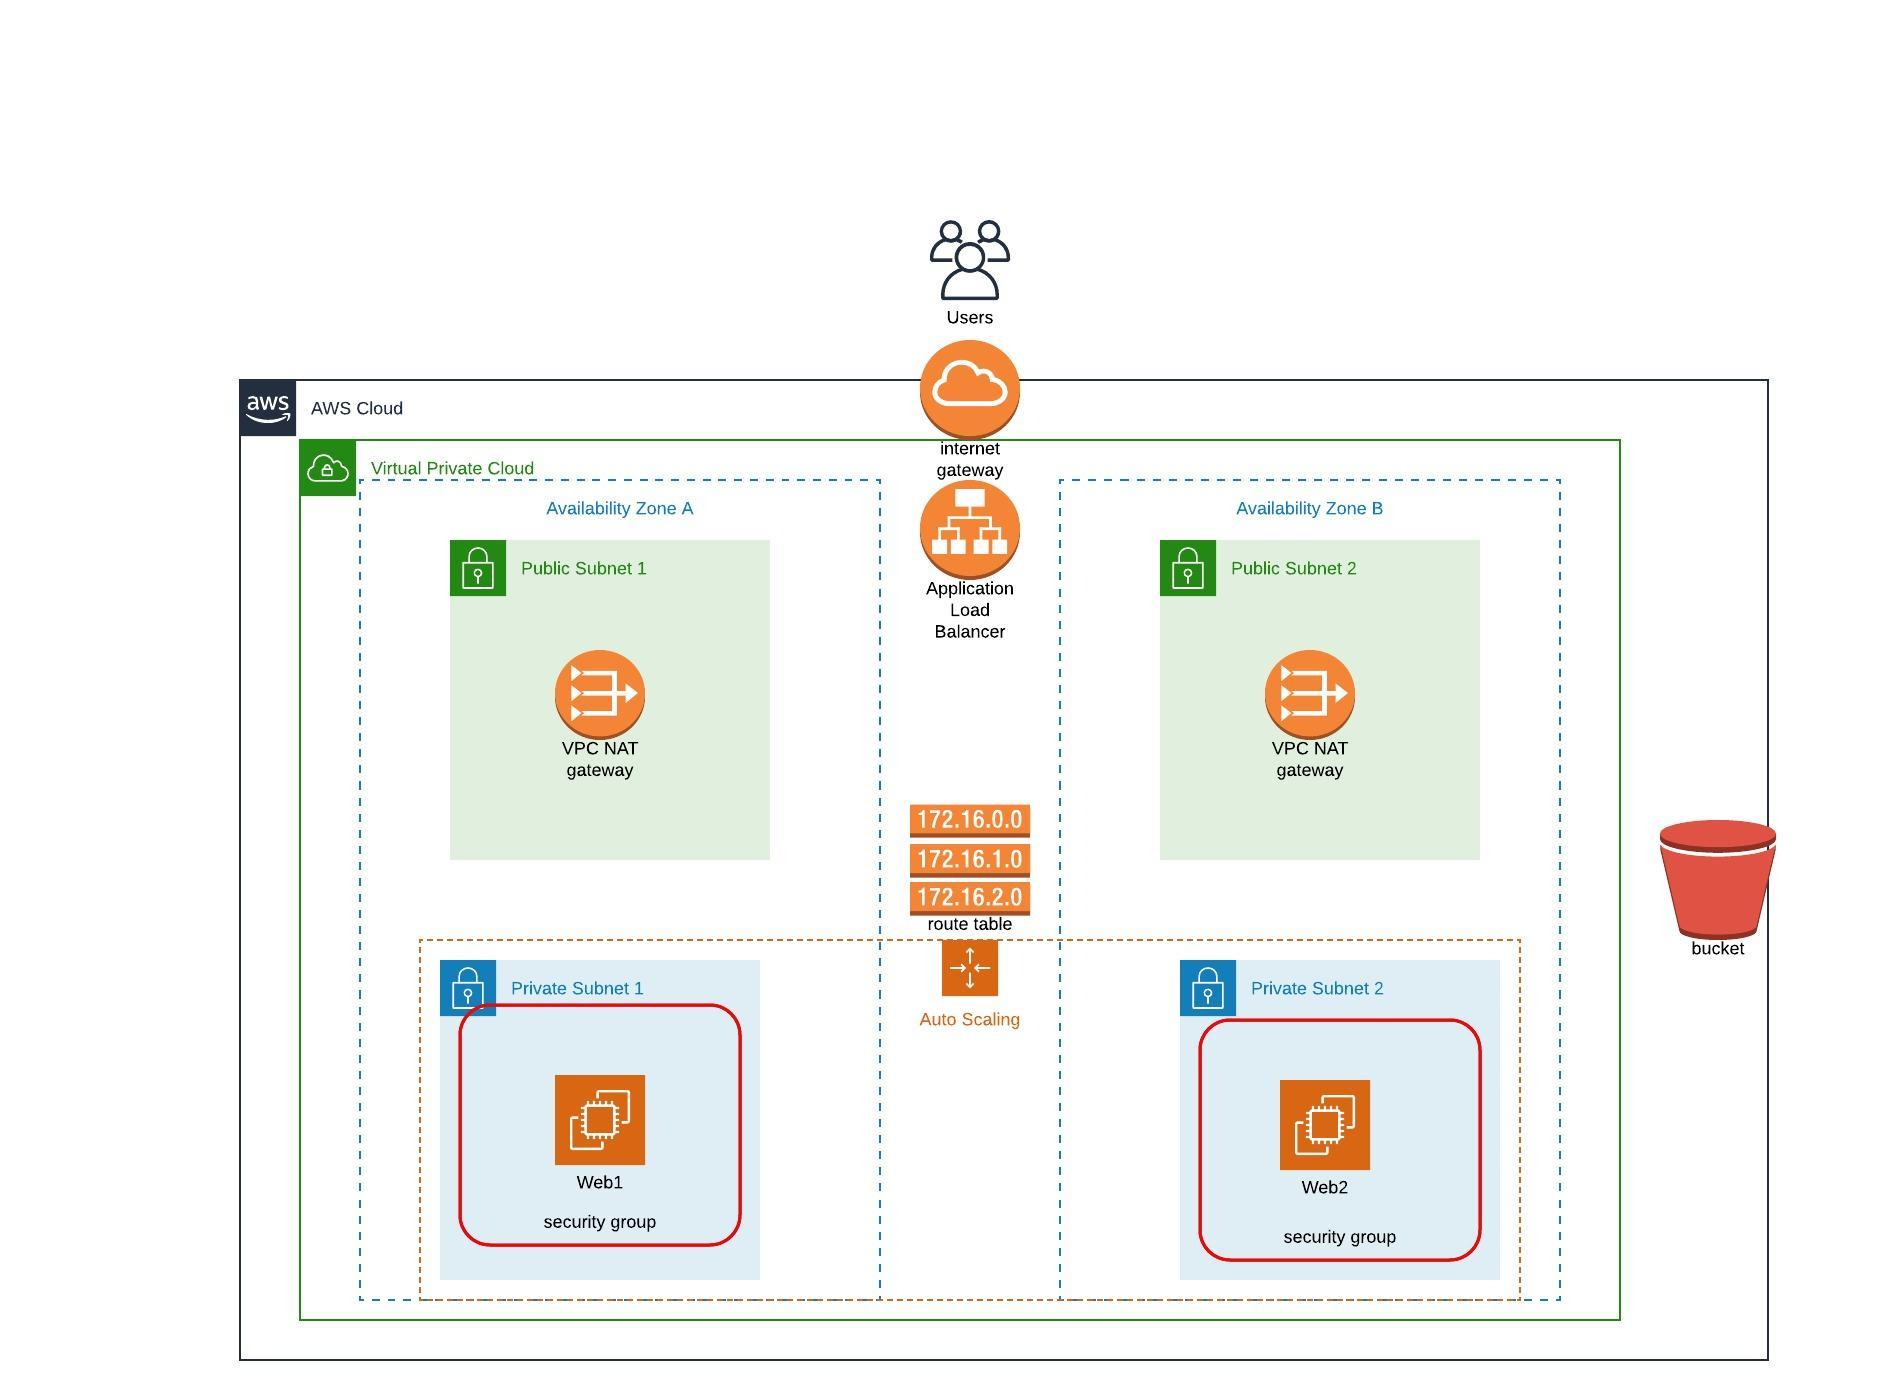 Users
aws
AWS Cloud
internet
gateway
Virtual Private Cloud
Availability Zone A
Availability Zone B
Public Subnet 1
Application
Load
Balancer
Public Subnet 2
VPC NAT
gateway
VPC NAT
gateway
172.16.0.0
172.16.1.0
172.16.2.0
route table
bucket
Private Subnet 1
Auto Scaling
Private Subnet 2
Web1
security group
Web2
security group